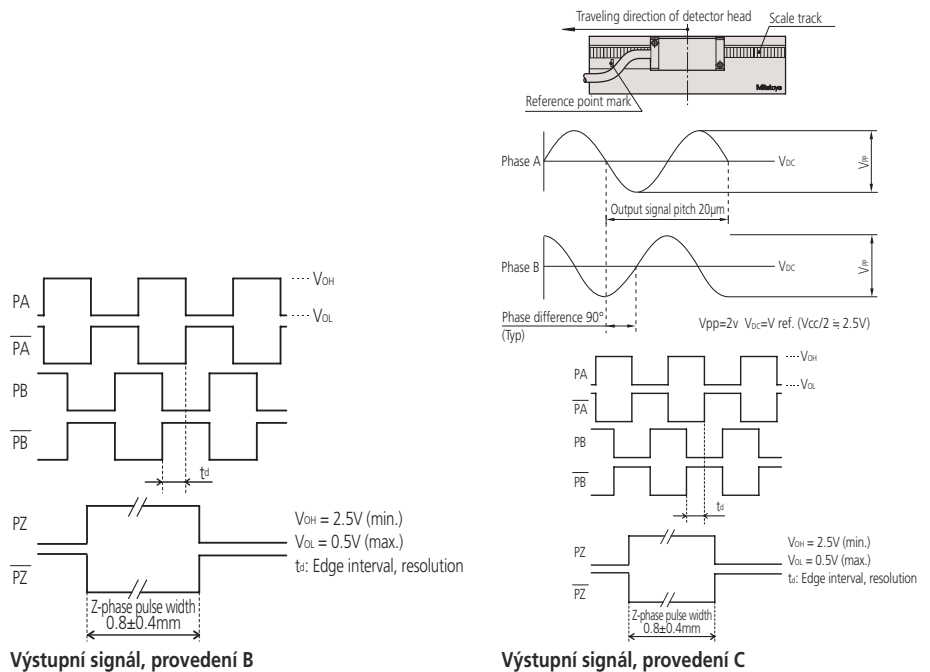 PA
VOH
VOL
PA
PB
PB
td
PZ
PZ
VOH = 2.5V (min.)
VOL = 0.5V (max.)
td: Edge interval, resolution
Z-phase pulse width
0.8±0.4mm
Výstupní signál, provedení B
Traveling direction of detector head
Scale track
Mitutoyo
Reference point mark
Phase A
VDC
VPP
Output signal pitch 20µm
Phase B
VDC
VPP
Phase difference 90°
(Typ)
Vpp=2v VDC=V ref. (Vcc/2 ≒ 2.5V)
PA
VOH
VOL
PA
PB
PB
td
PZ
PZ
VOH = 2.5V (min.)
VOL = 0.5V (max.)
td: Edge interval, resolution
Z-phase pulse width
0.8±0.4mm
Výstupní signál, provedení C